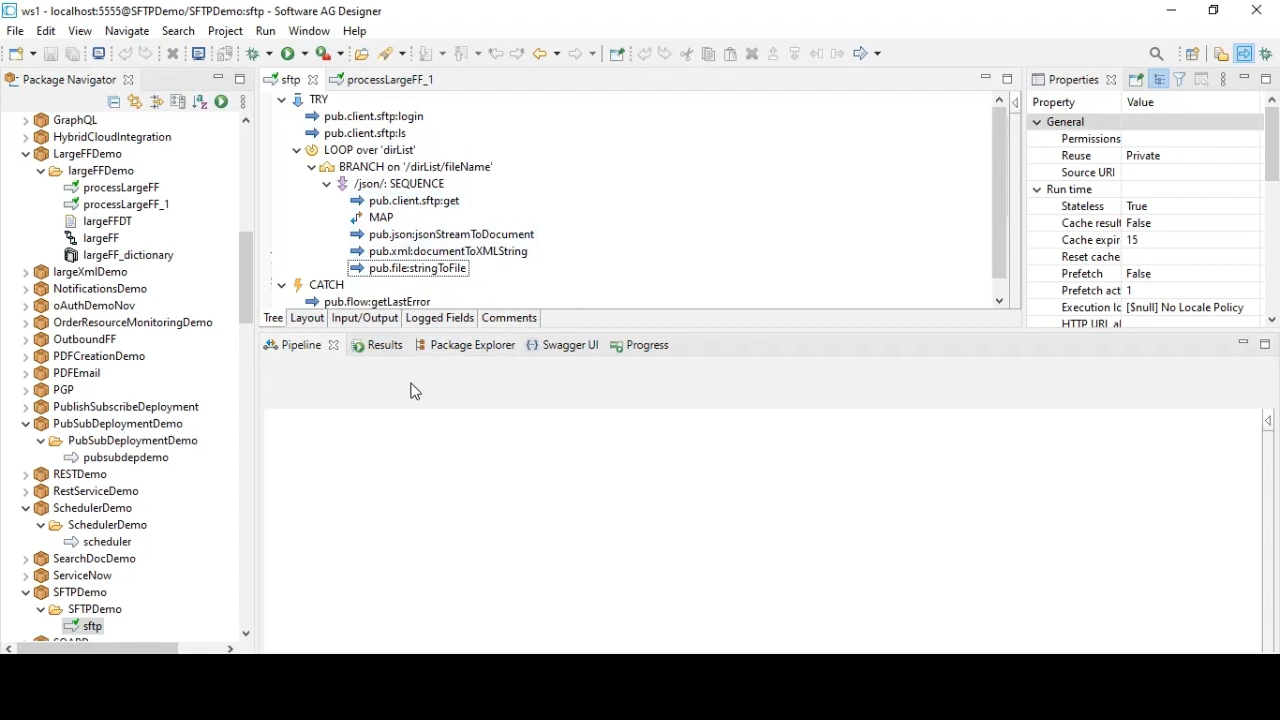 ws1 - localhost:5555@SFTPDemo/SFTPDemo:sftp - Software AG Designer
File Edit View Navigate Search Project Run Window Help
Package Navigator
GraphQL
HybridCloudIntegration
LargeFFDemo
largeFFDemo
processLargeFF
processLargeFF_1
largeFFDT
largeFF
largeFF_dictionary
largeXmlDemo
NotificationsDemo
oAuthDemoNov
OrderResourceMonitoringDemo
OutboundFF
PDFCreationDemo
PDFEmail
PGP
PublishSubscribeDeployment
PubSubDeploymentDemo
PubSubDeploymentDemo
pubsubdepdemo
RESTDemo
RestServiceDemo
SchedulerDemo
SchedulerDemo
scheduler
SearchDocDemo
ServiceNow
SFTPDemo
SFTPDemo
sftp
sftp processLargeFF_1
TRY
pub.client.sftp:login
pub.client.sftp:ls
LOOP over 'dirList'
BRANCH on '/dirList/fileName'
/json/: SEQUENCE
pub.client.sftp:get
MAP
pub.json:jsonStreamToDocument
pub.xml:documentToXMLString
pub.file:stringToFile
CATCH
pub.flow:getLastError
Tree Layout Input/Output Logged Fields Comments
Properties
Property Value
General
Permissions
Reuse Private
Source URI
Run time
Stateless True
Cache result False
Cache expir 15
Reset cache
Prefetch False
Prefetch act 1
Execution lc [$null] No Locale Policy
HTTP URL al
Pipeline Results Package Explorer Swagger UI Progress